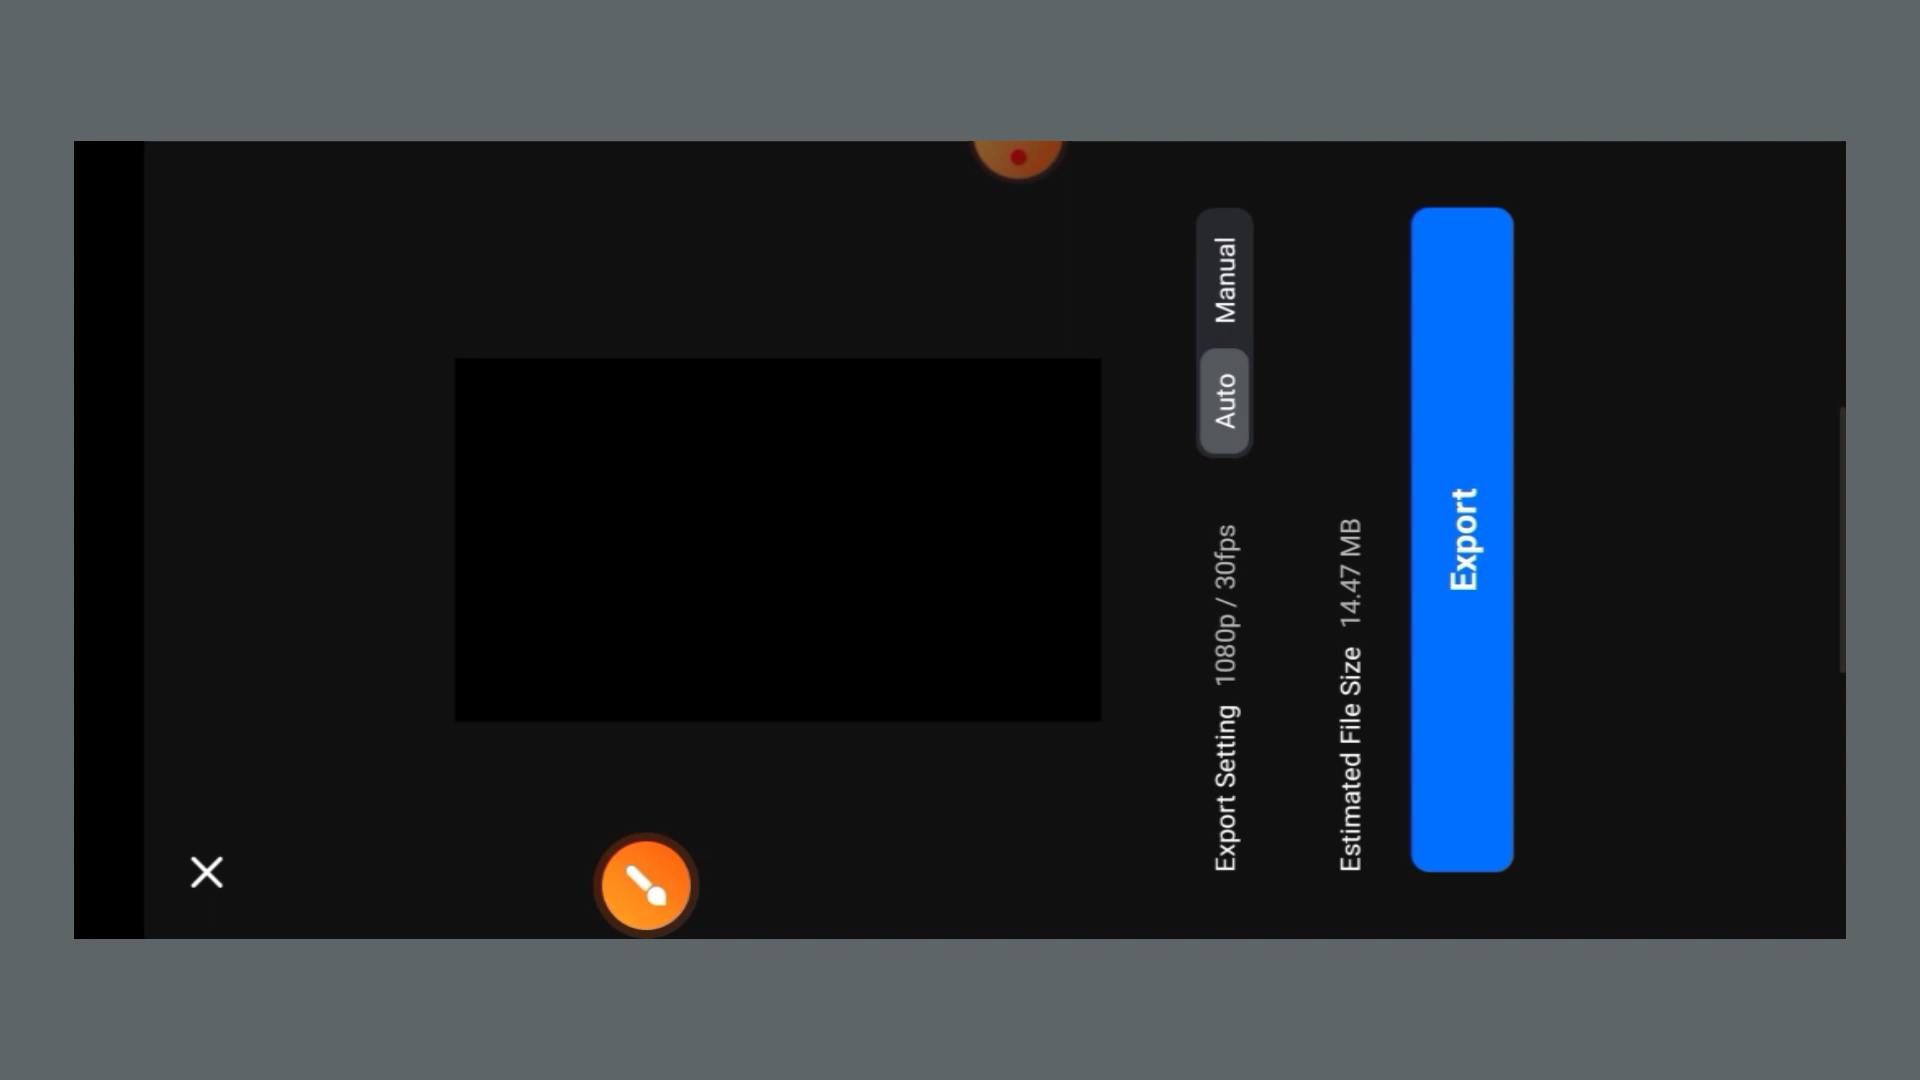 Export Setting 1080p / 30fps Auto Manual
Estimated File Size 14.47 MB
Export